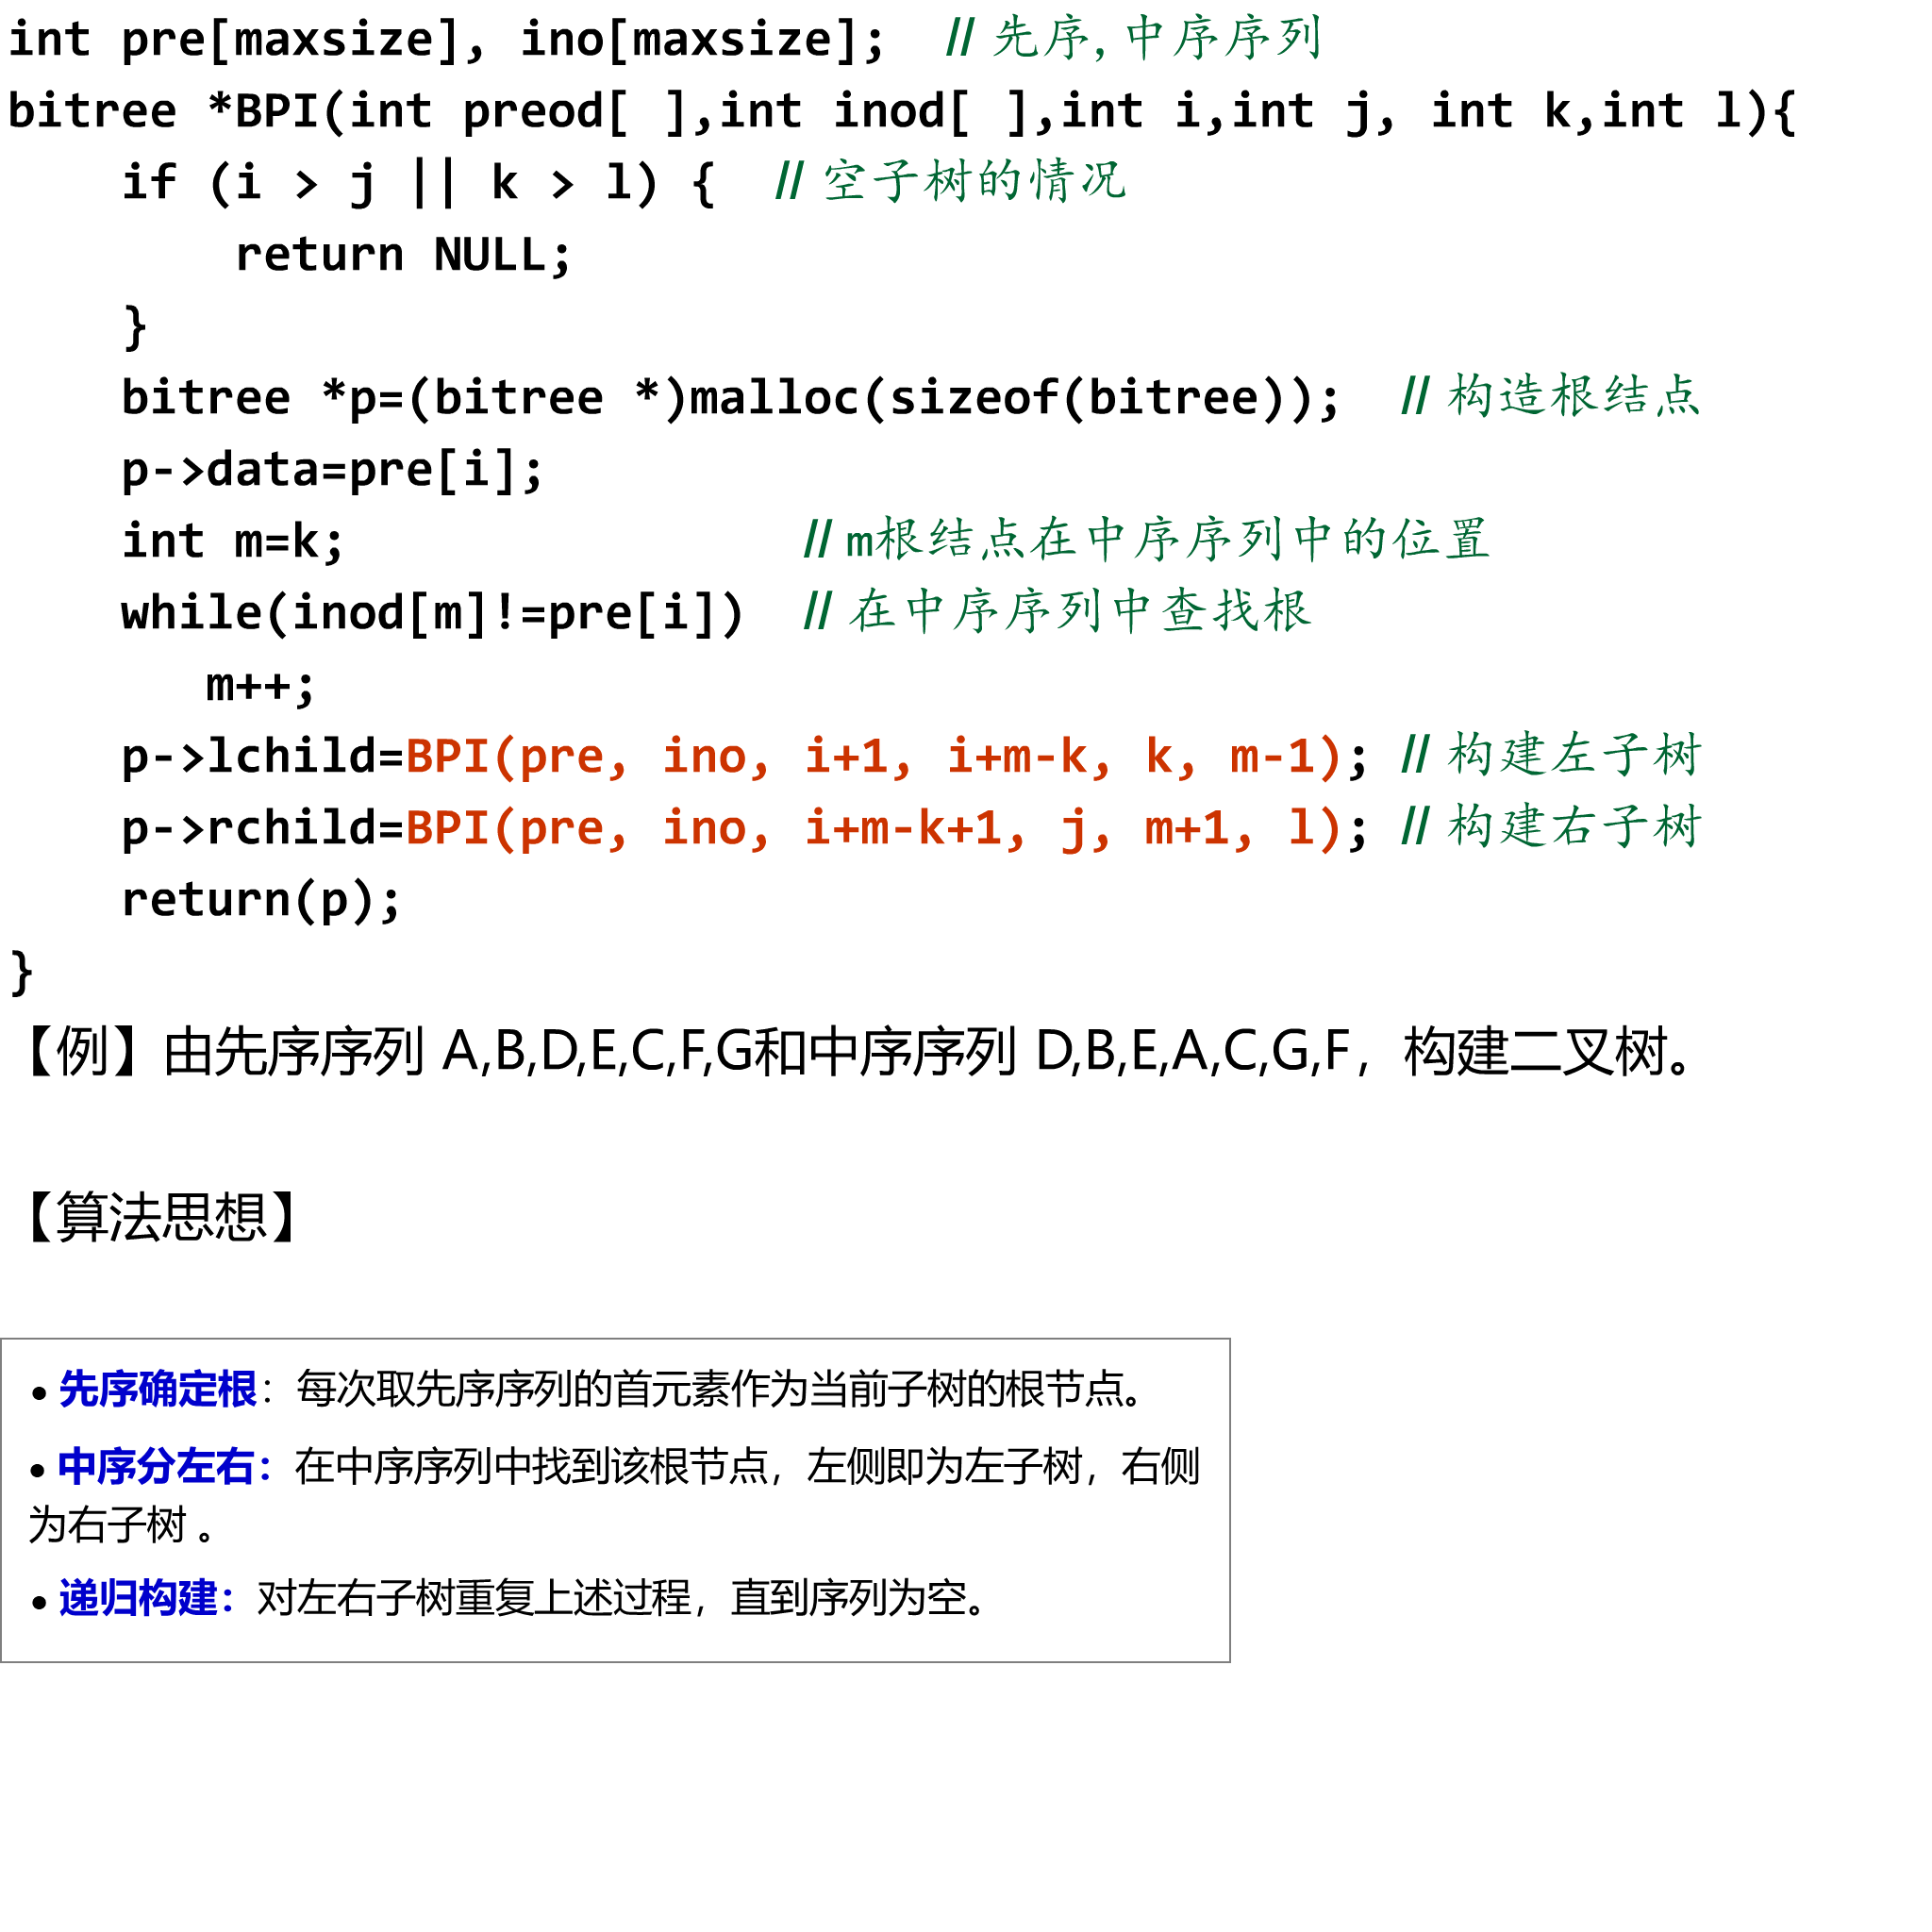 int pre[maxsize], ino[maxsize];  // 先序,中序序列
bitree *BPI(int preod[ ],int inod[ ],int i,int j, int k,int l){
    if (i > j || k > l) {  // 空子树的情况
        return NULL;
    }
    bitree *p=(bitree *)malloc(sizeof(bitree));  // 构造根结点
    p->data=pre[i];
    int m=k;                // m根结点在中序序列中的位置
    while(inod[m]!=pre[i])  // 在中序序列中查找根
       m++;
    p->lchild=BPI(pre, ino, i+1, i+m-k, k, m-1); // 构建左子树
    p->rchild=BPI(pre, ino, i+m-k+1, j, m+1, l); // 构建右子树
    return(p);
}
【例】由先序序列 A,B,D,E,C,F,G和中序序列 D,B,E,A,C,G,F，构建二叉树。
【算法思想】
• 先序确定根：每次取先序序列的首元素作为当前子树的根节点。
• 中序分左右：在中序序列中找到该根节点，左侧即为左子树，右侧
为右子树 。
• 递归构建：对左右子树重复上述过程，直到序列为空。